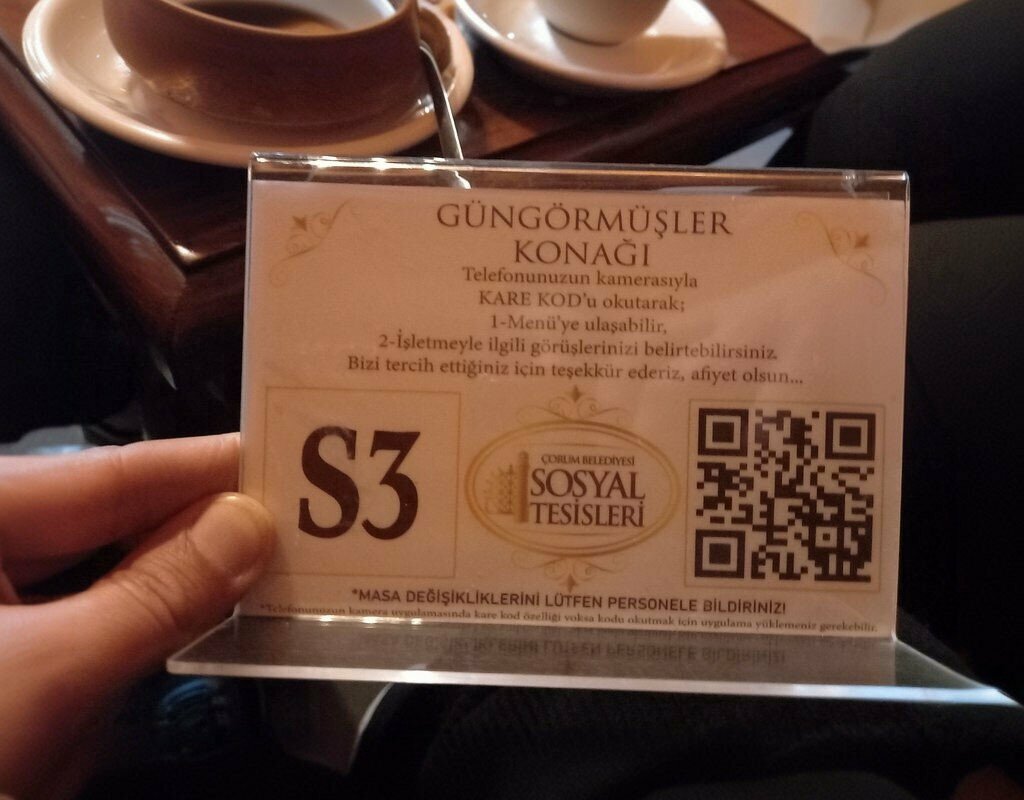 GÜNGÖRMÜŞLER
KONAĞI
Telefonunuzun kamerasıyla
KARE KOD'u okutarak;
1-Menü'ye ulaşabilir,
2-İşletmeyle ilgili görüşlerinizi belirtebilirsiniz.
Bizi tercih ettiğiniz için teşekkür ederiz, afiyet olsun...
S3
ÇORUM BELEDİYESİ
SOSYAL
TESİSLERİ
*MASA DEĞİŞİKLİKLERİNİ LÜTFEN PERSONELE BİLDİRİNİZ!
*Telefonunuzun kamera uygulamasında kare kod özelliği yoksa kodu okutmak için uygulama yüklemeniz gerekebilir.